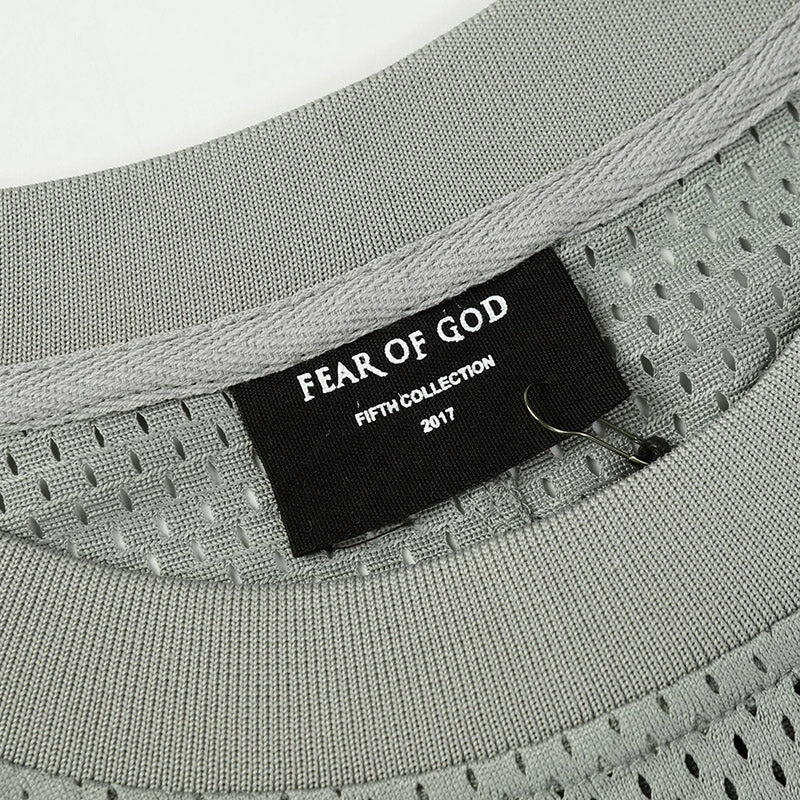 FEAR OF GOD
FIFTH COLLECTION
2017